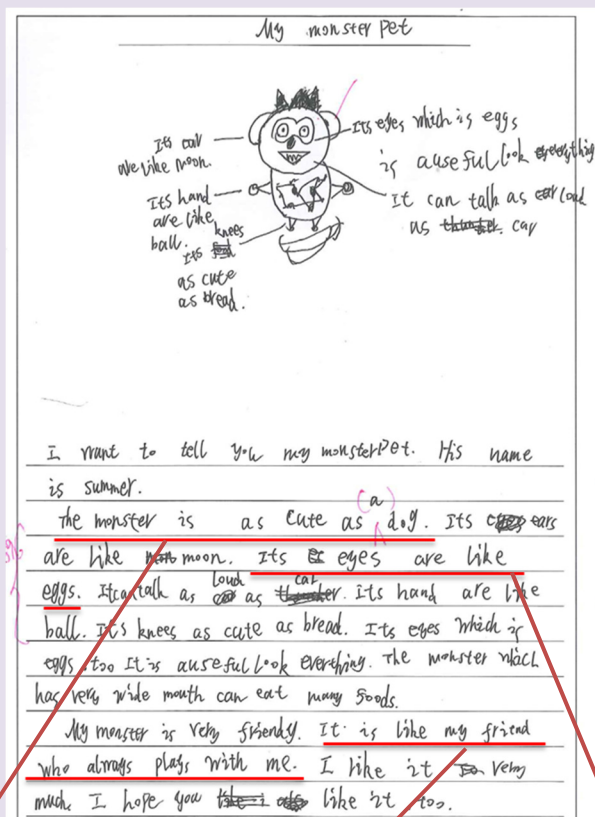 My monster pet
Its ear
are like moon.
Its hand
are like
ball.
Its knees
as cute
as bread.
Its eyes which is eggs
is a useful look everything
It can talk as loud
as car
I want to tell you my monster pet. His name
is summer.
(a)
The monster is as cute as dog. Its ears
are like moon. Its eyes are like
eggs. Itcatalk as loud as car. Its hand are like
ball. It's knees as cute as bread. Its eyes which is
eggs too It is a useful look everthing. The monster which
has very wide mouth can eat many foods.
My monster is very friendly. It is like my friend
who always plays with me. I like it very
much. I hope you like it too.